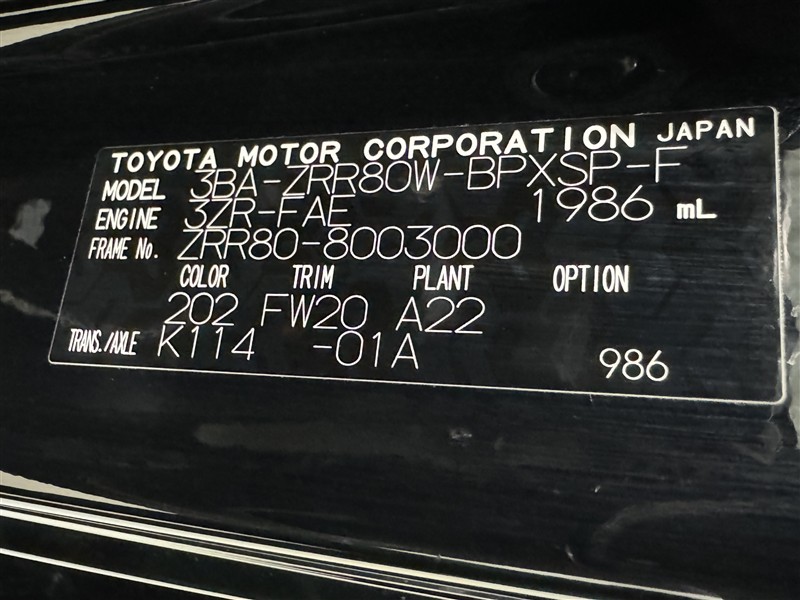 TOYOTA MOTOR CORPORATION JAPAN
MODEL 3BA-ZRR80W-BPXSP-F
ENGINE 3ZR-FAE 1986 mL
FRAME No. ZRR80-8003000
COLOR TRIM PLANT OPTION
202 FW20 A22
TRANS./AXLE K114 -01A
986